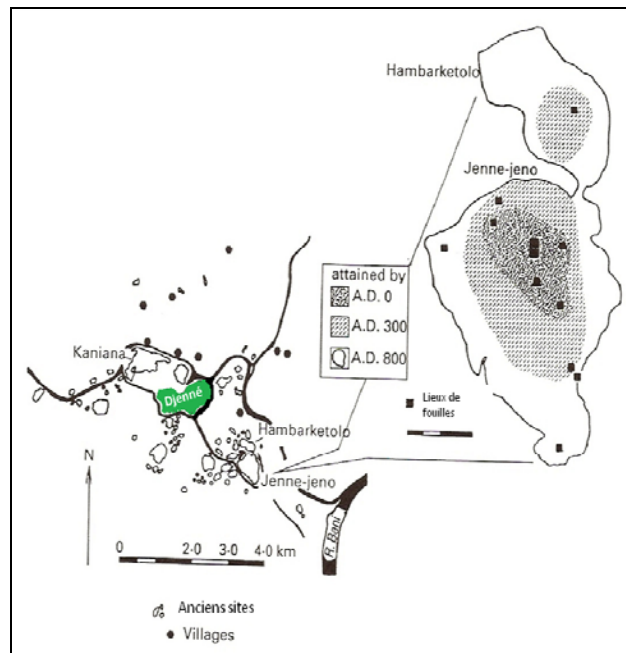 Hambarketolo
Jenne-jeno
attained by
A.D. 0
A.D. 300
A.D. 800
Lieux de
fouilles
Kaniana
Djenné
Hambarketolo
Jenne-jeno
N
R. Bani
0 2·0 3·0 4·0 km
Anciens sites
Villages